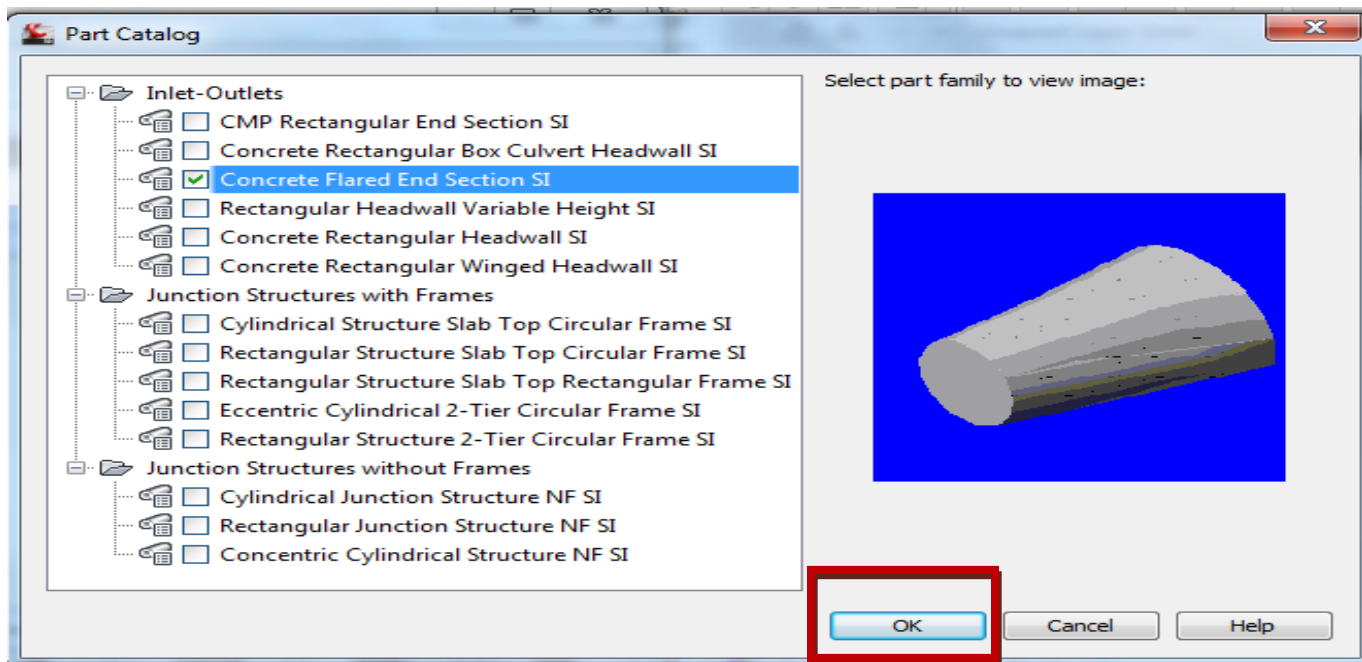 Part Catalog
Select part family to view image:
Inlet-Outlets
CMP Rectangular End Section SI
Concrete Rectangular Box Culvert Headwall SI
Concrete Flared End Section SI
Rectangular Headwall Variable Height SI
Concrete Rectangular Headwall SI
Concrete Rectangular Winged Headwall SI
Junction Structures with Frames
Cylindrical Structure Slab Top Circular Frame SI
Rectangular Structure Slab Top Circular Frame SI
Rectangular Structure Slab Top Rectangular Frame SI
Eccentric Cylindrical 2-Tier Circular Frame SI
Rectangular Structure 2-Tier Circular Frame SI
Junction Structures without Frames
Cylindrical Junction Structure NF SI
Rectangular Junction Structure NF SI
Concentric Cylindrical Structure NF SI
OK Cancel Help